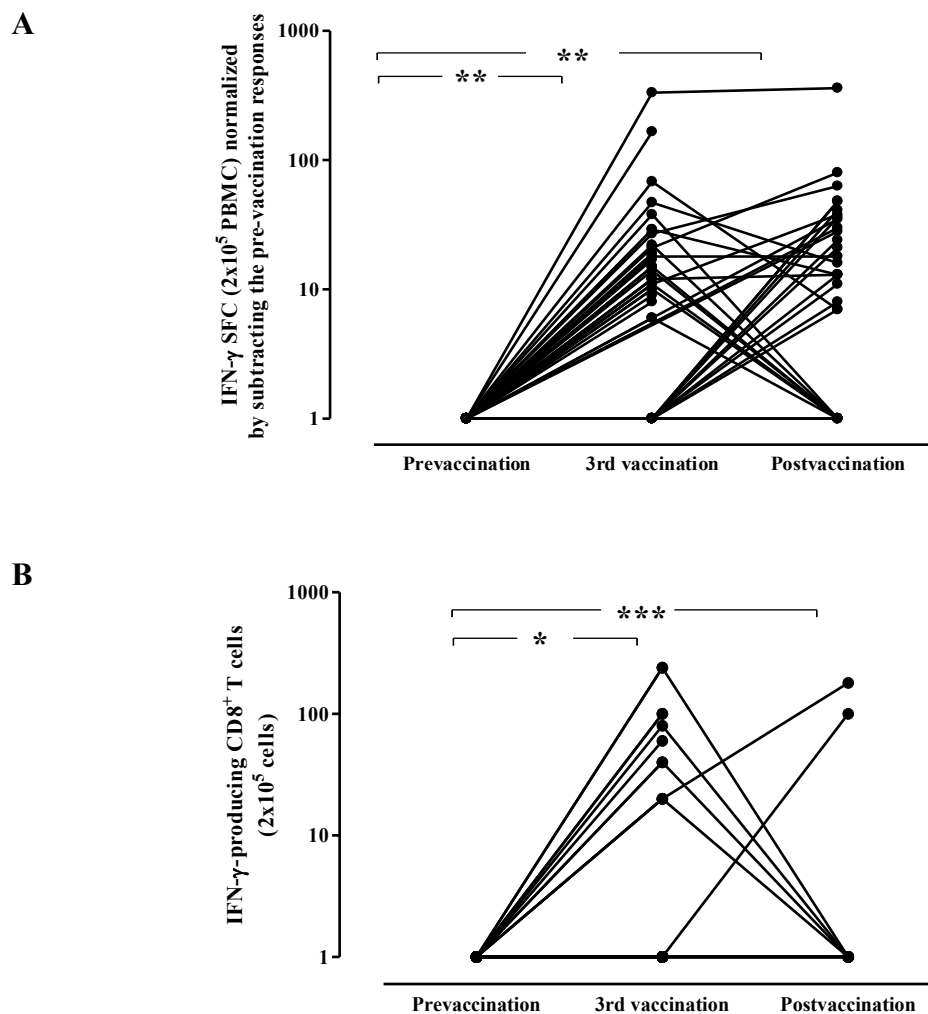 A
IFN-γ SFC (2x10⁵ PBMC) normalized
by subtracting the pre-vaccination responses
1000
100
10
1
**
**
Prevaccination 3rd vaccination Postvaccination
B
IFN-γ-producing CD8⁺ T cells
(2x10⁵ cells)
1000
100
10
1
***
*
Prevaccination 3rd vaccination Postvaccination